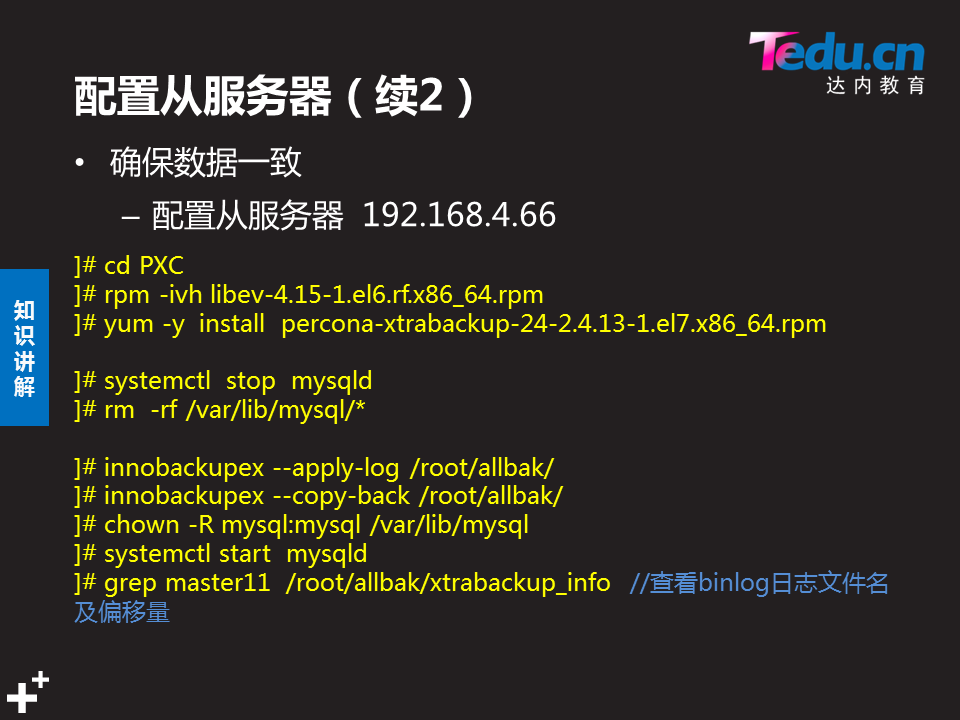 Tedu.cn
达内教育
配置从服务器（续2）
• 确保数据一致
– 配置从服务器 192.168.4.66
]# cd PXC
]# rpm -ivh libev-4.15-1.el6.rf.x86_64.rpm
]# yum -y install percona-xtrabackup-24-2.4.13-1.el7.x86_64.rpm
]# systemctl stop mysqld
]# rm -rf /var/lib/mysql/*
]# innobackupex --apply-log /root/allbak/
]# innobackupex --copy-back /root/allbak/
]# chown -R mysql:mysql /var/lib/mysql
]# systemctl start mysqld
]# grep master11 /root/allbak/xtrabackup_info //查看binlog日志文件名
及偏移量
知
识
讲
解